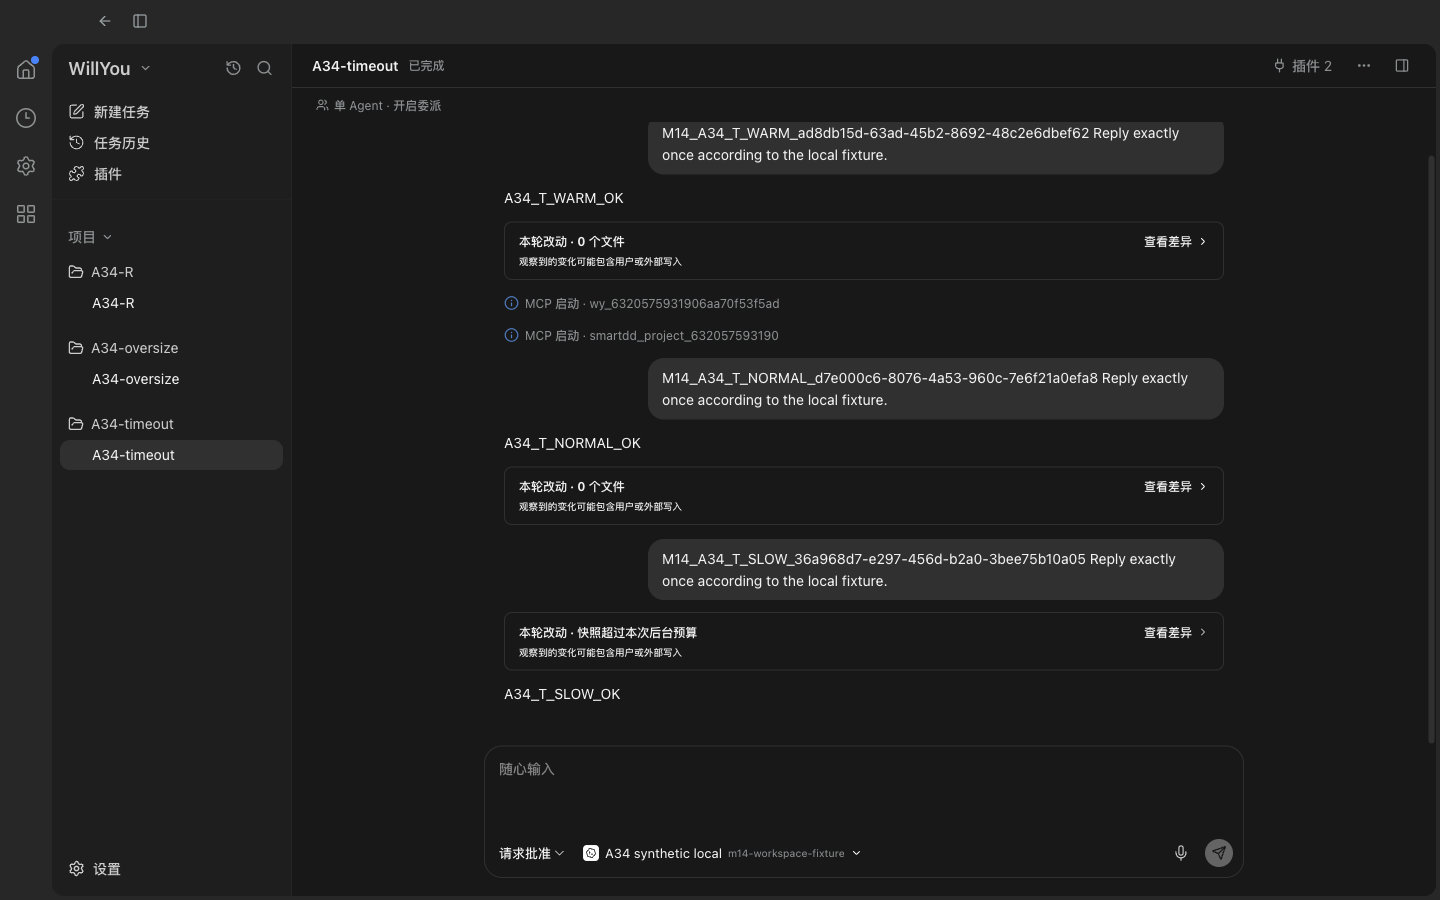 WillYou
新建任务
任务历史
插件
项目
A34-R
A34-R
A34-oversize
A34-oversize
A34-timeout
A34-timeout
设置
A34-timeout 已完成
插件 2
单 Agent · 开启委派
M14_A34_T_WARM_ad8db15d-63ad-45b2-8692-48c2e6dbef62 Reply exactly
once according to the local fixture.
A34_T_WARM_OK
本轮改动 · 0 个文件 查看差异
观察到的变化可能包含用户或外部写入
MCP 启动 · wy_6320575931906aa70f53f5ad
MCP 启动 · smartdd_project_632057593190
M14_A34_T_NORMAL_d7e000c6-8076-4a53-960c-7e6f21a0efa8 Reply exactly
once according to the local fixture.
A34_T_NORMAL_OK
本轮改动 · 0 个文件 查看差异
观察到的变化可能包含用户或外部写入
M14_A34_T_SLOW_36a968d7-e297-456d-b2a0-3bee75b10a05 Reply exactly
once according to the local fixture.
本轮改动 · 快照超过本次后台预算 查看差异
观察到的变化可能包含用户或外部写入
A34_T_SLOW_OK
随心输入
请求批准 A34 synthetic local m14-workspace-fixture